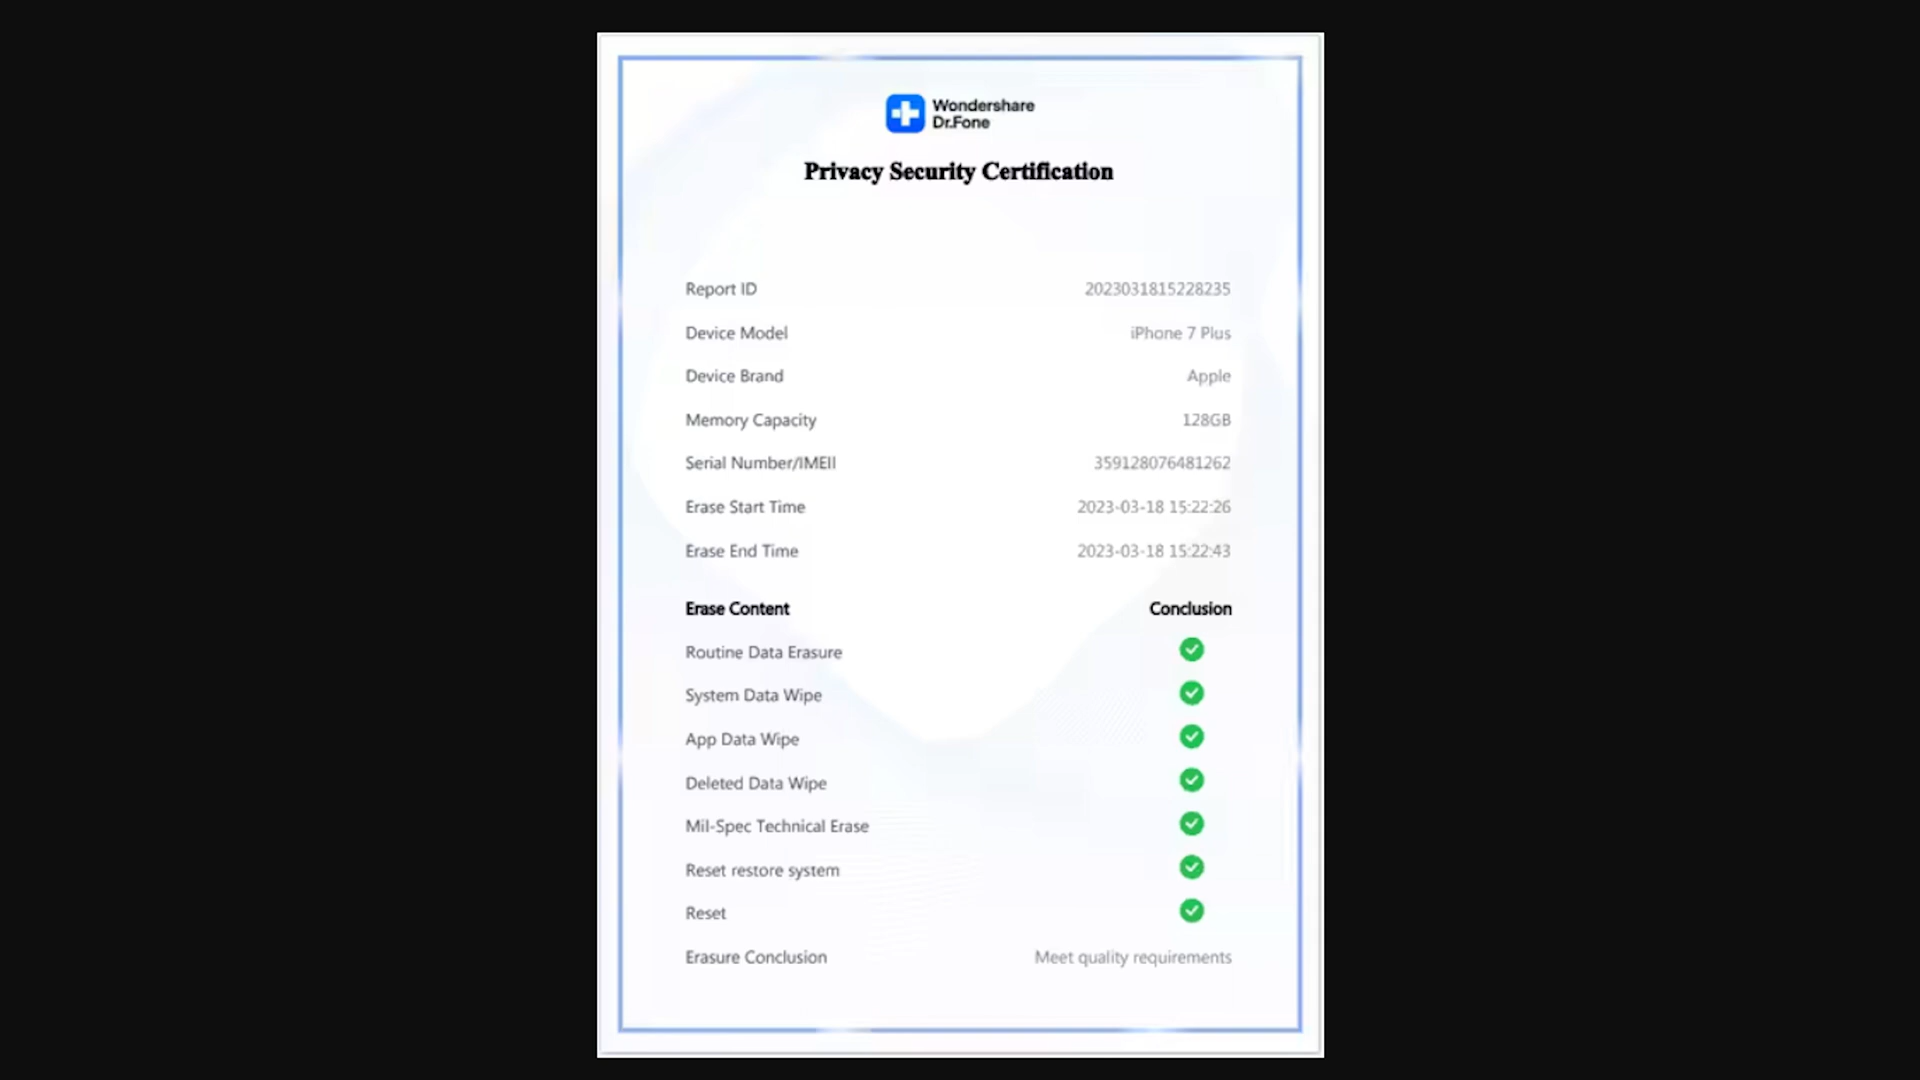 Wondershare
Dr.Fone
Privacy Security Certification
Report ID 2023031815228235
Device Model iPhone 7 Plus
Device Brand Apple
Memory Capacity 128GB
Serial Number/IMEII 359128076481262
Erase Start Time 2023-03-18 15:22:26
Erase End Time 2023-03-18 15:22:43
Erase Content Conclusion
Routine Data Erasure
System Data Wipe
App Data Wipe
Deleted Data Wipe
Mil-Spec Technical Erase
Reset restore system
Reset
Erasure Conclusion Meet quality requirements